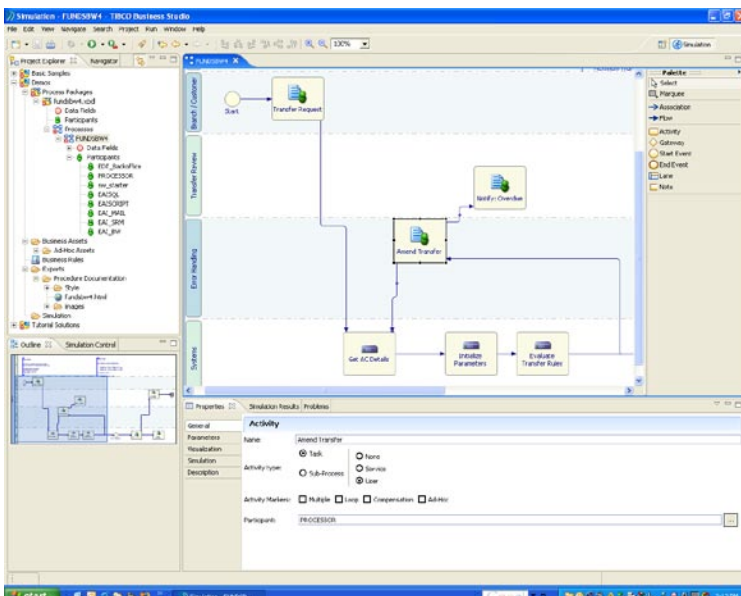 Simulation - FUNDSBW4 - TIBCO Business Studio
File Edit View Navigate Search Project Run Window Help
100%
Simulation
Project Explorer
Navigator
Basic Samples
Demos
Process Packages
fundsbw4.xpdl
Data Fields
Participants
Processes
FUNDSBW4
Data Fields
Participants
EDT_Backoffice
PROCESSOR
sw_starter
EAISQL
EAISCRIPT
EAI_MAIL
EAI_BW
Business Assets
Ad-Hoc Assets
Business Rules
Exports
Procedure Documentation
Style
fundsbw4.html
images
Simulation
Tutorial Solutions
FUNDSBW4
Branch / Customer
Start
Transfer Request
Transfer Review
Notify: Overdue
Error Handling
Amend Transfer
Systems
Get AC Details
Initialize Parameters
Evaluate Transfer Rules
Palette
Select
Marquee
Association
Flow
Activity
Gateway
Start Event
End Event
Lane
Note
Outline
Simulation Control
Properties
Simulation Results
Problems
General
Parameters
Visualization
Simulation
Description
Activity
Name:
Amend Transfer
Activity type:
Task
Sub-Process
None
Service
User
Activity Markers:
Multiple
Loop
Compensation
Ad-Hoc
Participant:
PROCESSOR
start